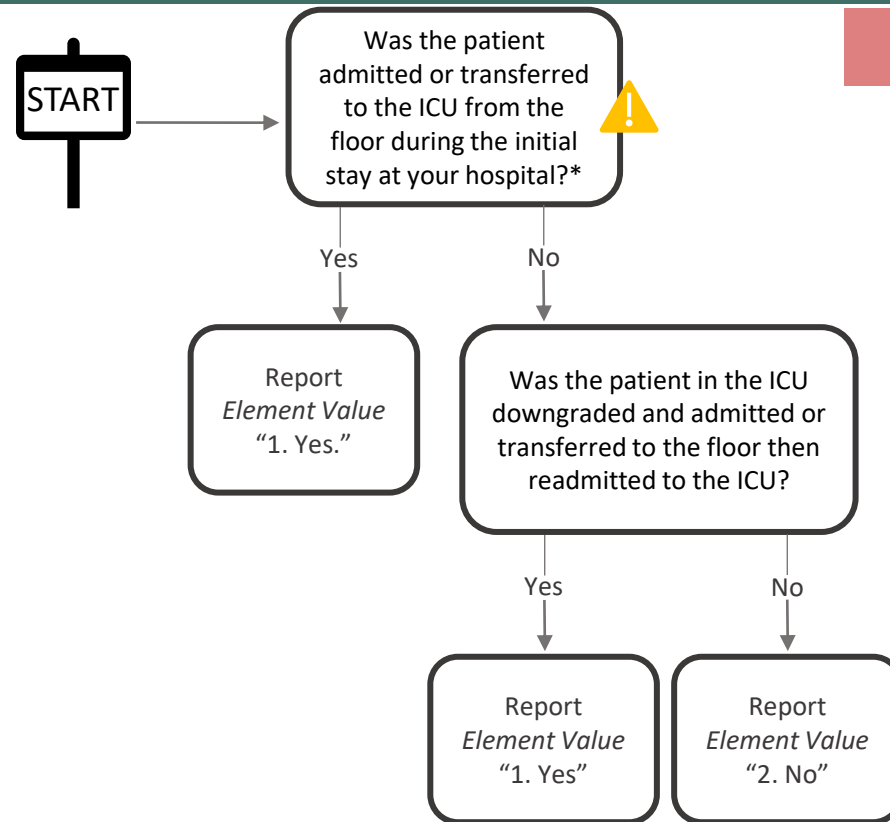 START
Was the patient
admitted or transferred
to the ICU from the
floor during the initial
stay at your hospital?*
Yes
No
Report
Element Value
“1. Yes.”
Was the patient in the ICU
downgraded and admitted or
transferred to the floor then
readmitted to the ICU?
Yes
No
Report
Element Value
“1. Yes”
Report
Element Value
“2. No”